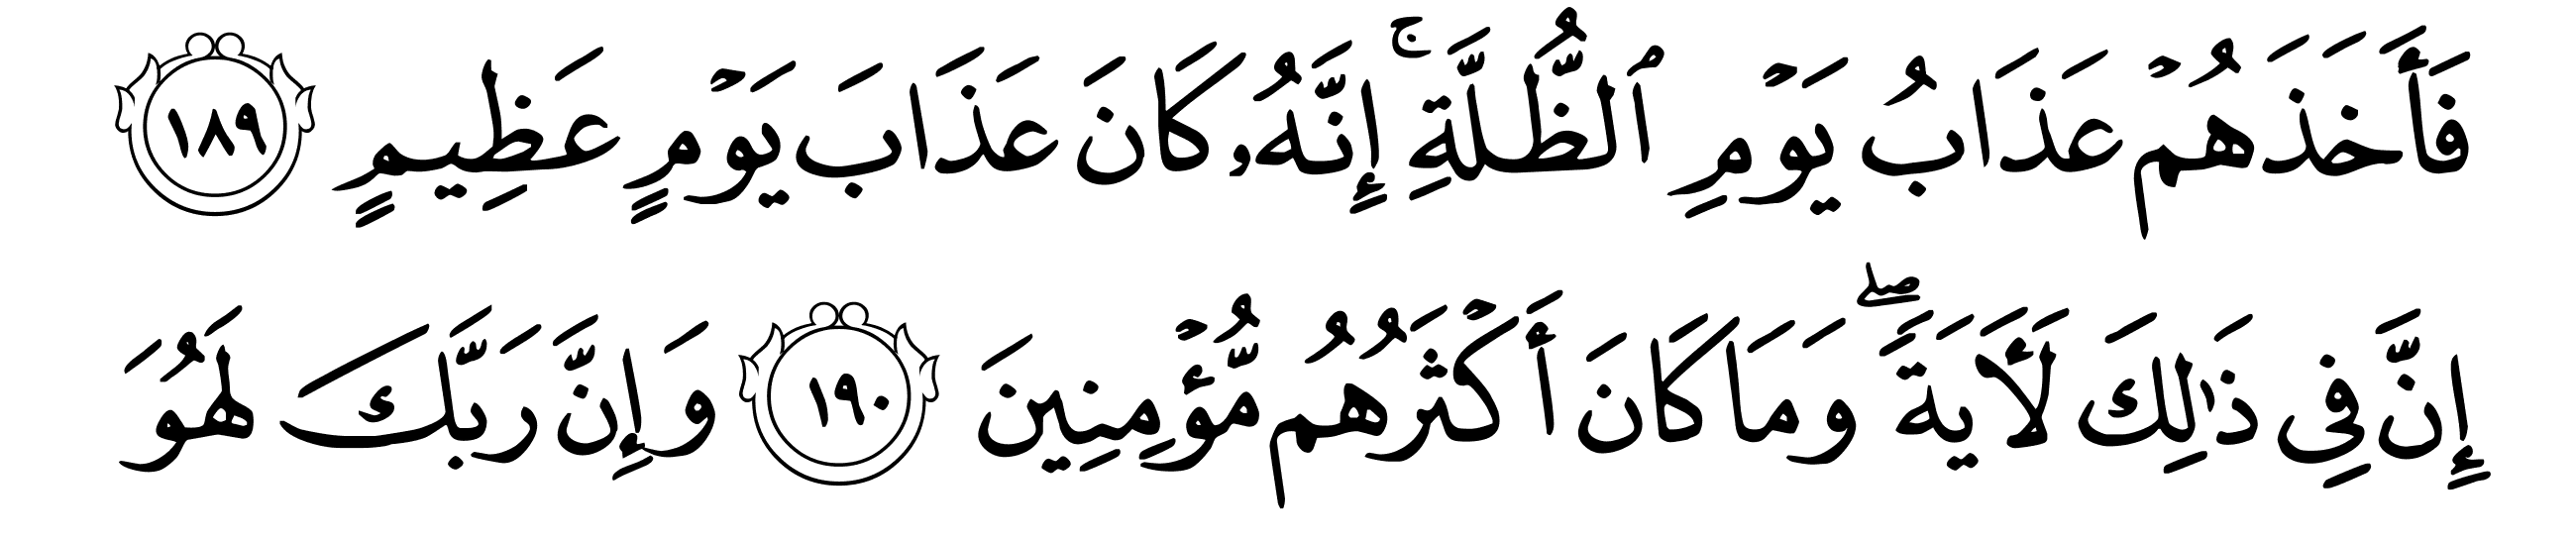 فَأَخَذَهُمْ عَذَابُ يَوْمِ ٱلظُّلَّةِ ۚ إِنَّهُۥ كَانَ عَذَابَ يَوْمٍ عَظِيمٍ ١٨٩
إِنَّ فِى ذَٰلِكَ لَـَٔايَةً ۖ وَمَا كَانَ أَكْثَرُهُم مُّؤْمِنِينَ ١٩٠ وَإِنَّ رَبَّكَ لَهُوَ